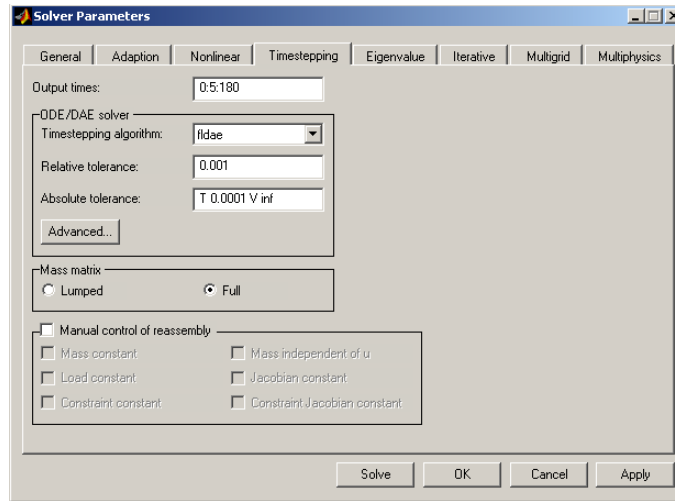 Solver Parameters
General Adaption Nonlinear Timestepping Eigenvalue Iterative Multigrid Multiphysics
Output times: 0:5:180
ODE/DAE solver
Timestepping algorithm: fldae
Relative tolerance: 0.001
Absolute tolerance: T 0.0001 V inf
Advanced...
Mass matrix
Lumped Full
Manual control of reassembly
Mass constant Mass independent of u
Load constant Jacobian constant
Constraint constant Constraint Jacobian constant
Solve OK Cancel Apply